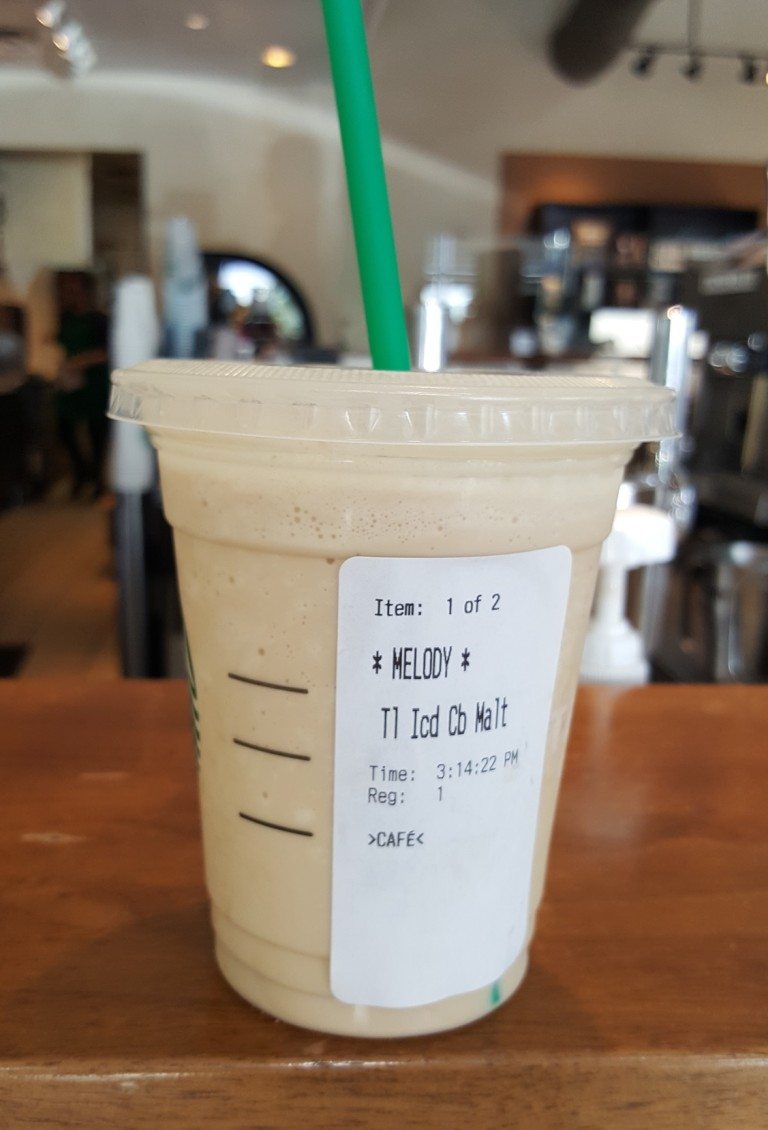 Item: 1 of 2
* MELODY *
Tl Icd Cb Malt
Time: 3:14:22 PM
Reg: 1
>CAFÉ<